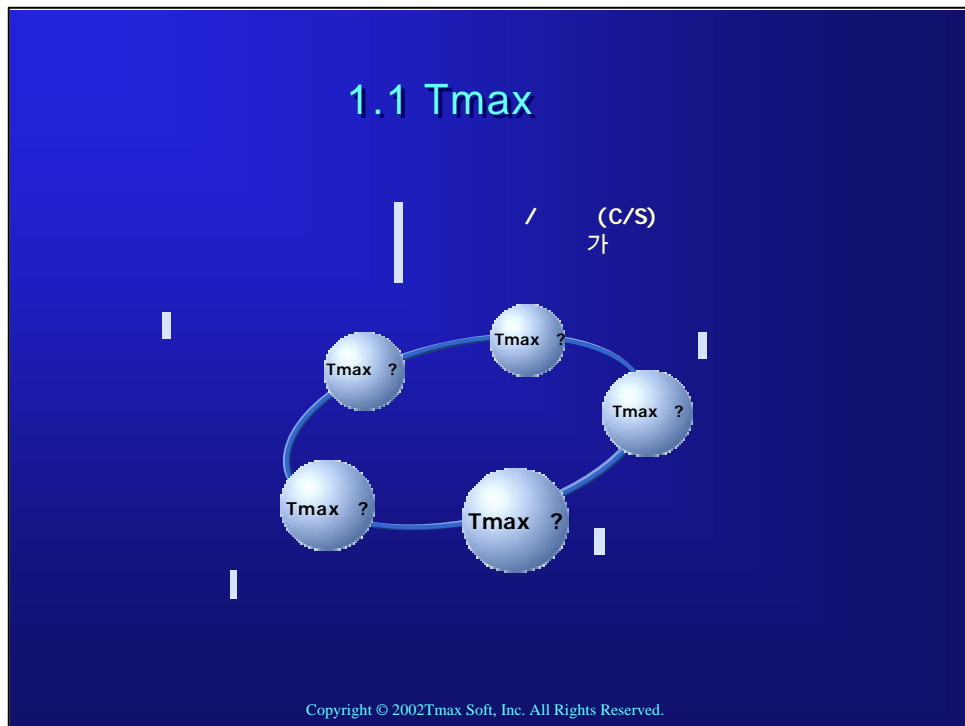 1.1 Tmax
/ (C/S)
가
Tmax ?
Tmax ?
Tmax ?
Tmax ?
Tmax ?
Copyright © 2002Tmax Soft, Inc. All Rights Reserved.